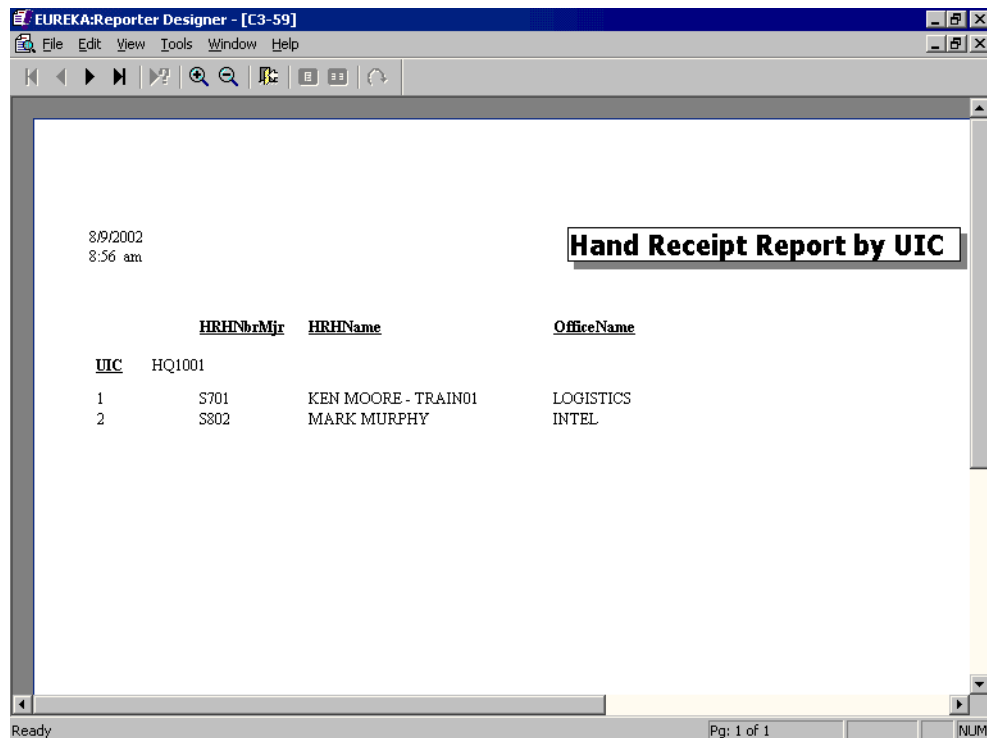 EUREKA:Reporter Designer - [C3-59]
File Edit View Tools Window Help
8/9/2002
8:56 am
Hand Receipt Report by UIC
HRHNbrMjr HRHName OfficeName
UIC HQ1001
1 S701 KEN MOORE - TRAIN01 LOGISTICS
2 S802 MARK MURPHY INTEL
Ready Pg: 1 of 1 NUM